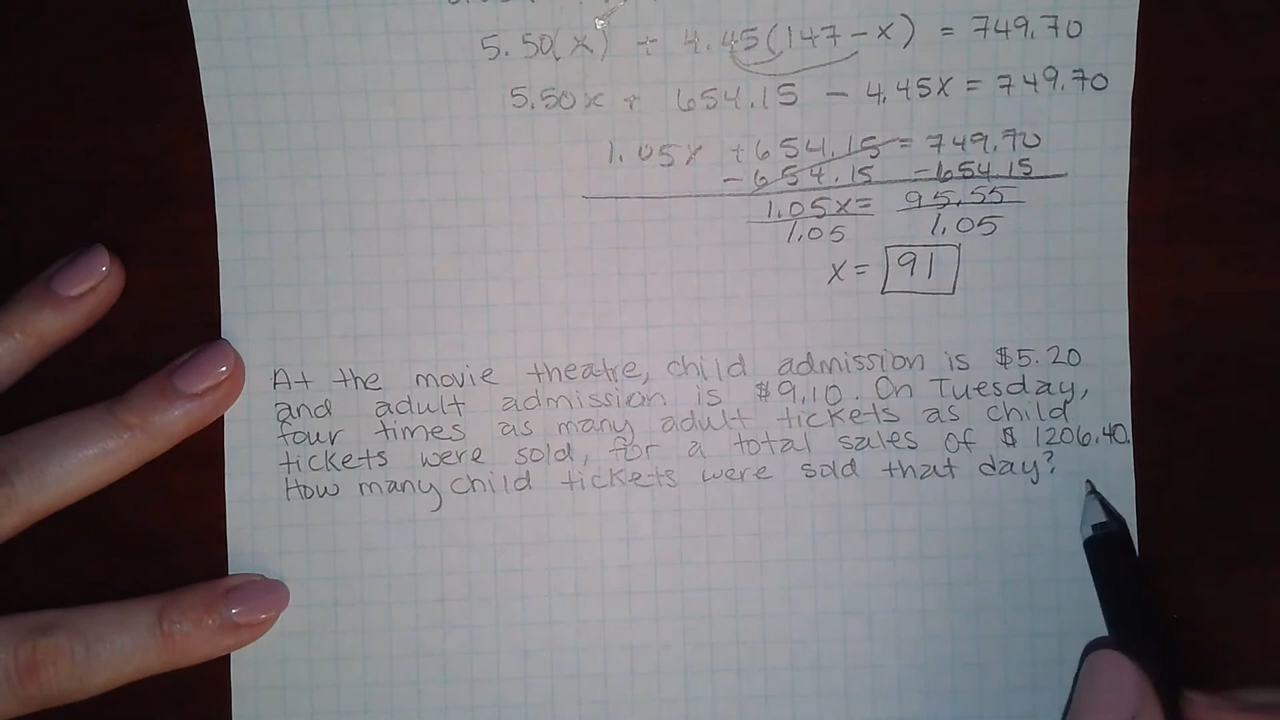 5.50(x) + 4.45(147-x) = 749.70
5.50x + 654.15 - 4.45x = 749.70
1.05x + 654.15 = 749.70
- 654.15 - 654.15
1.05x = 95.55
1.05 1.05
x = 91
At the movie theatre, child admission is $5.20
and adult admission is $9.10. On Tuesday,
four times as many adult tickets as child
tickets were sold, for a total sales of $1206.40.
How many child tickets were sold that day?